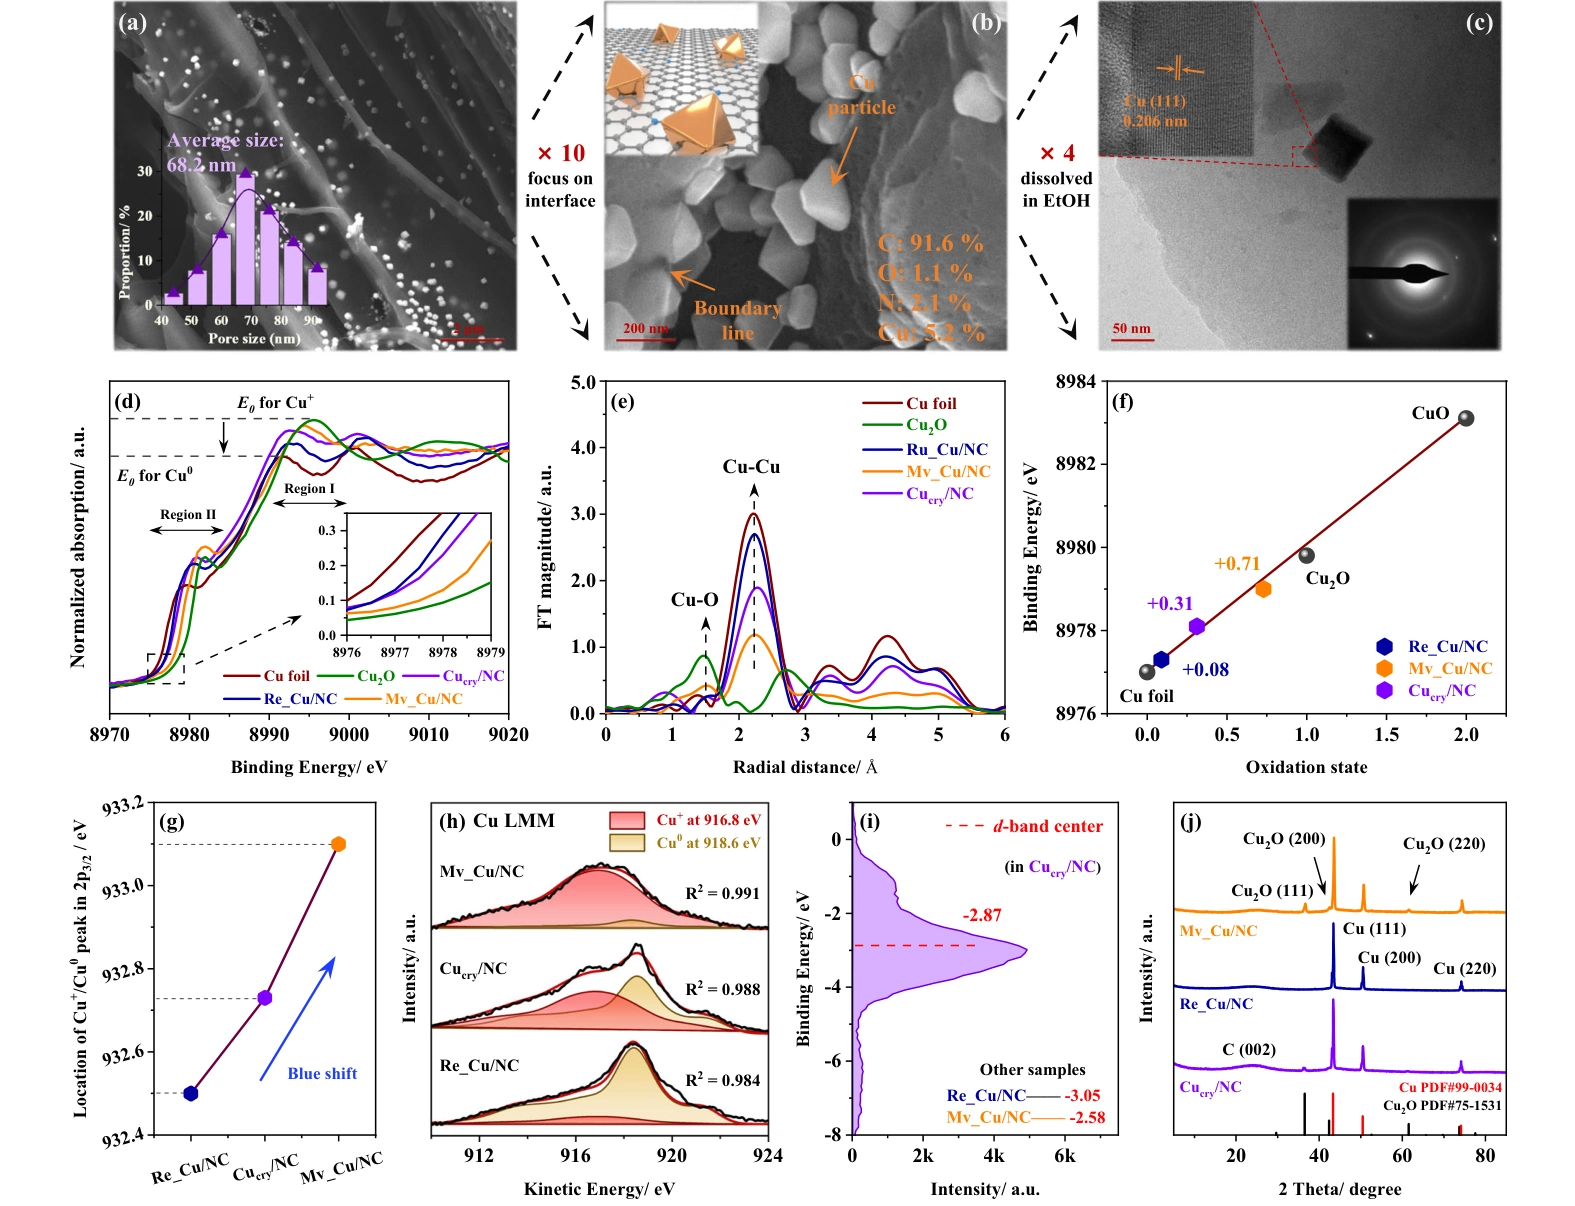 (a)
Average size:
68.2 nm
30
20
10
0
Proportion/ %
40 50 60 70 80 90
Pore size (nm)
2 μm
× 10
focus on
interface
(b)
Cu
particle
Boundary
line
C: 91.6 %
O: 1.1 %
N: 2.1 %
Cu: 5.2 %
200 nm
× 4
dissolved
in EtOH
(c)
Cu (111)
0.206 nm
50 nm
(d)
E0 for Cu+
E0 for Cu0
Region I
Region II
0.3
0.2
0.1
0.0
8976 8977 8978 8979
Cu foil Cu2O Cucry/NC
Re_Cu/NC Mv_Cu/NC
Normalized absorption/ a.u.
8970 8980 8990 9000 9010 9020
Binding Energy/ eV
(e)
Cu foil
Cu2O
Ru_Cu/NC
Mv_Cu/NC
Cucry/NC
Cu-Cu
Cu-O
5.0
4.0
3.0
2.0
1.0
0.0
FT magnitude/ a.u.
0 1 2 3 4 5 6
Radial distance/ Å
(f)
CuO
+0.71
Cu2O
+0.31
+0.08
Cu foil
Re_Cu/NC
Mv_Cu/NC
Cucry/NC
8984
8982
8980
8978
8976
Binding Energy/ eV
0.0 0.5 1.0 1.5 2.0
Oxidation state
(g)
Blue shift
933.2
933.0
932.8
932.6
932.4
Location of Cu+/Cu0 peak in 2p3/2 / eV
Re_Cu/NC Cucry/NC Mv_Cu/NC
(h) Cu LMM
Cu+ at 916.8 eV
Cu0 at 918.6 eV
Mv_Cu/NC
R2 = 0.991
Cucry/NC
R2 = 0.988
Re_Cu/NC
R2 = 0.984
Intensity/ a.u.
912 916 920 924
Kinetic Energy/ eV
(i)
d-band center
(in Cucry/NC)
-2.87
Other samples
Re_Cu/NC -3.05
Mv_Cu/NC -2.58
0
-2
-4
-6
-8
Binding Energy/ eV
0 2k 4k 6k
Intensity/ a.u.
(j)
Cu2O (200)
Cu2O (220)
Cu2O (111)
Mv_Cu/NC
Cu (111)
Cu (200)
Cu (220)
Re_Cu/NC
C (002)
Cucry/NC
Cu PDF#99-0034
Cu2O PDF#75-1531
Intensity/ a.u.
20 40 60 80
2 Theta/ degree